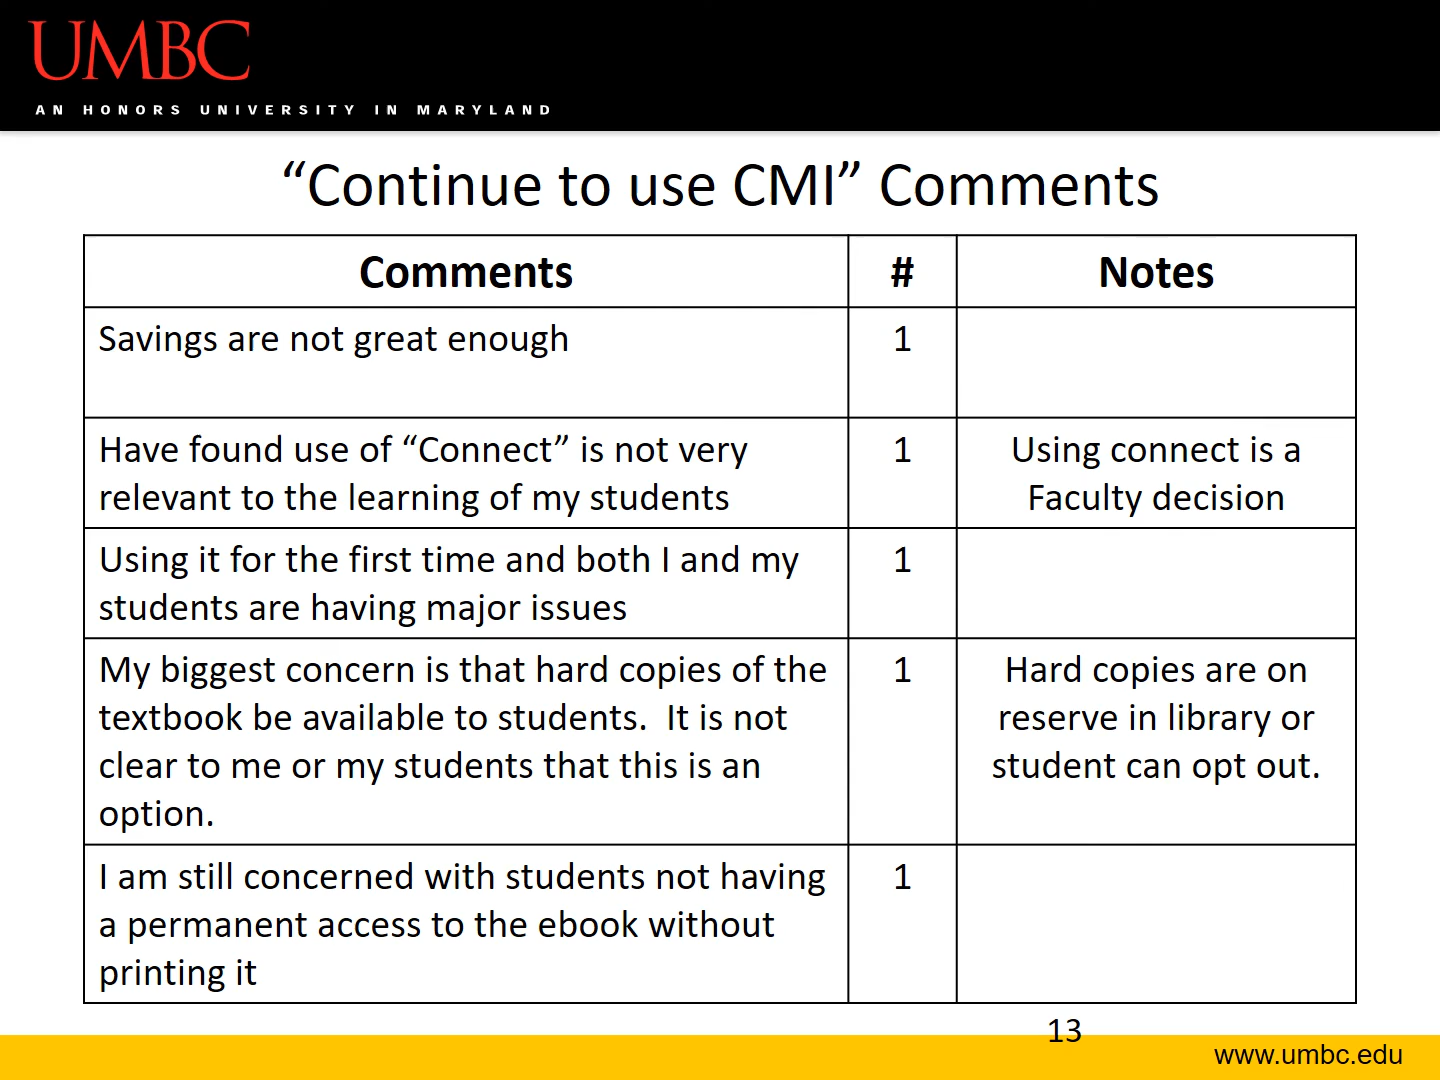 UMBC
AN HONORS UNIVERSITY IN MARYLAND
“Continue to use CMI” Comments
Comments # Notes
Savings are not great enough 1
Have found use of “Connect” is not very 1 Using connect is a
relevant to the learning of my students Faculty decision
Using it for the first time and both I and my 1
students are having major issues
My biggest concern is that hard copies of the 1 Hard copies are on
textbook be available to students.  It is not reserve in library or
clear to me or my students that this is an student can opt out.
option.
I am still concerned with students not having 1
a permanent access to the ebook without
printing it
13
www.umbc.edu